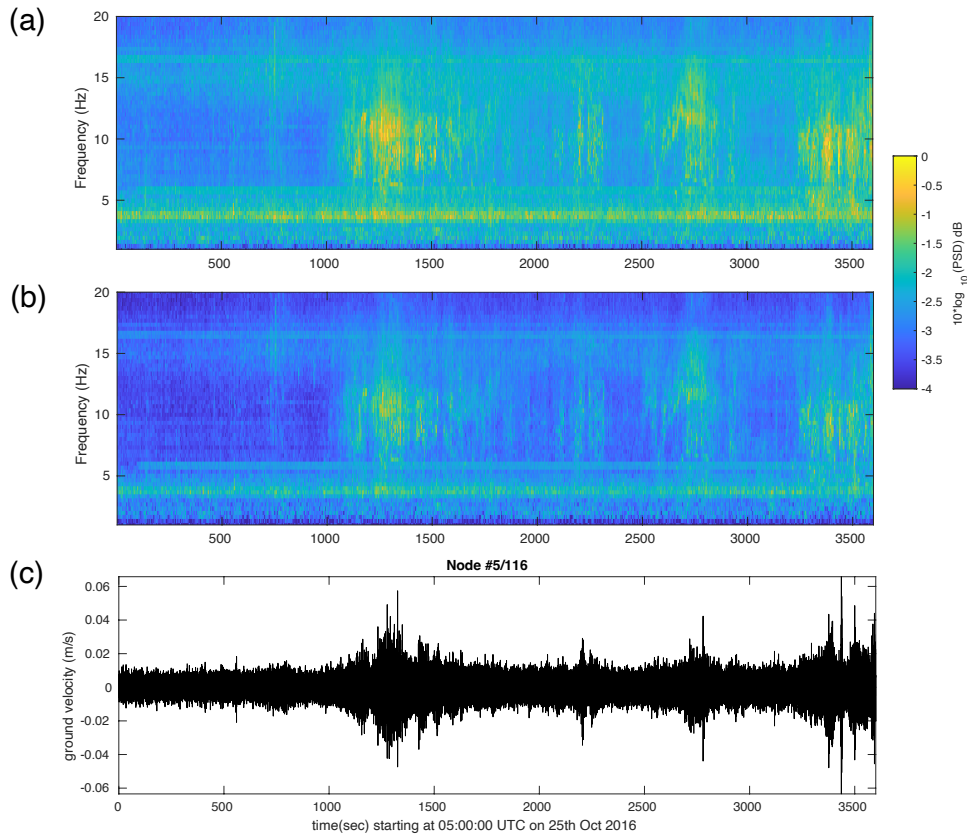 (a)
20
15
10
5
Frequency (Hz)
500 1000 1500 2000 2500 3000 3500
(b)
20
15
10
5
Frequency (Hz)
500 1000 1500 2000 2500 3000 3500
0
-0.5
-1
-1.5
-2
-2.5
-3
-3.5
-4
10*log 10 (PSD) dB
(c)
Node #5/116
0.06
0.04
0.02
0
-0.02
-0.04
-0.06
ground velocity (m/s)
0 500 1000 1500 2000 2500 3000 3500
time(sec) starting at 05:00:00 UTC on 25th Oct 2016